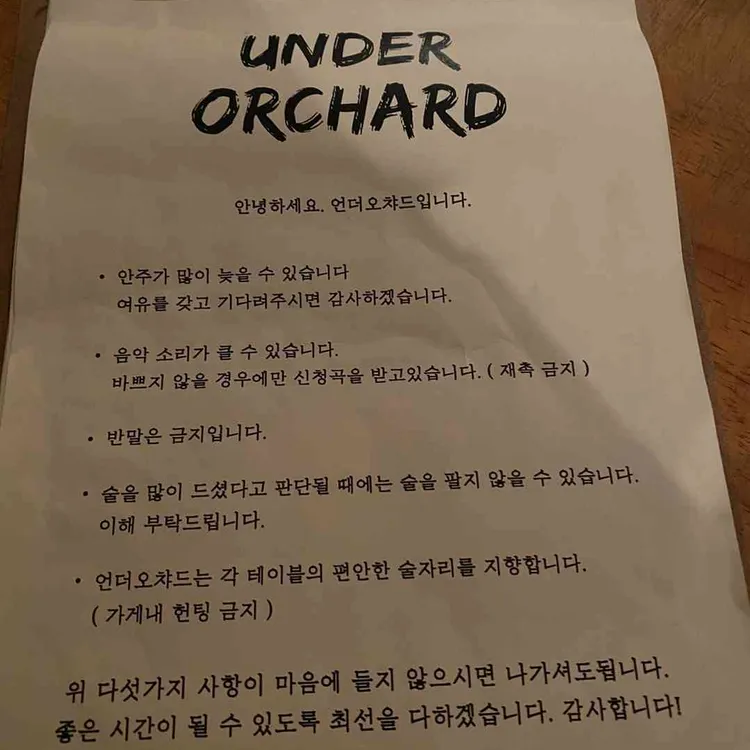 UNDER
ORCHARD
안녕하세요. 언더오챠드입니다.
• 안주가 많이 늦을 수 있습니다
여유를 갖고 기다려주시면 감사하겠습니다.
• 음악 소리가 클 수 있습니다.
바쁘지 않을 경우에만 신청곡을 받고있습니다. ( 재촉 금지 )
• 반말은 금지입니다.
• 술을 많이 드셨다고 판단될 때에는 술을 팔지 않을 수 있습니다.
이해 부탁드립니다.
• 언더오챠드는 각 테이블의 편안한 술자리를 지향합니다.
( 가게내 헌팅 금지 )
위 다섯가지 사항이 마음에 들지 않으시면 나가셔도됩니다.
좋은 시간이 될 수 있도록 최선을 다하겠습니다. 감사합니다!